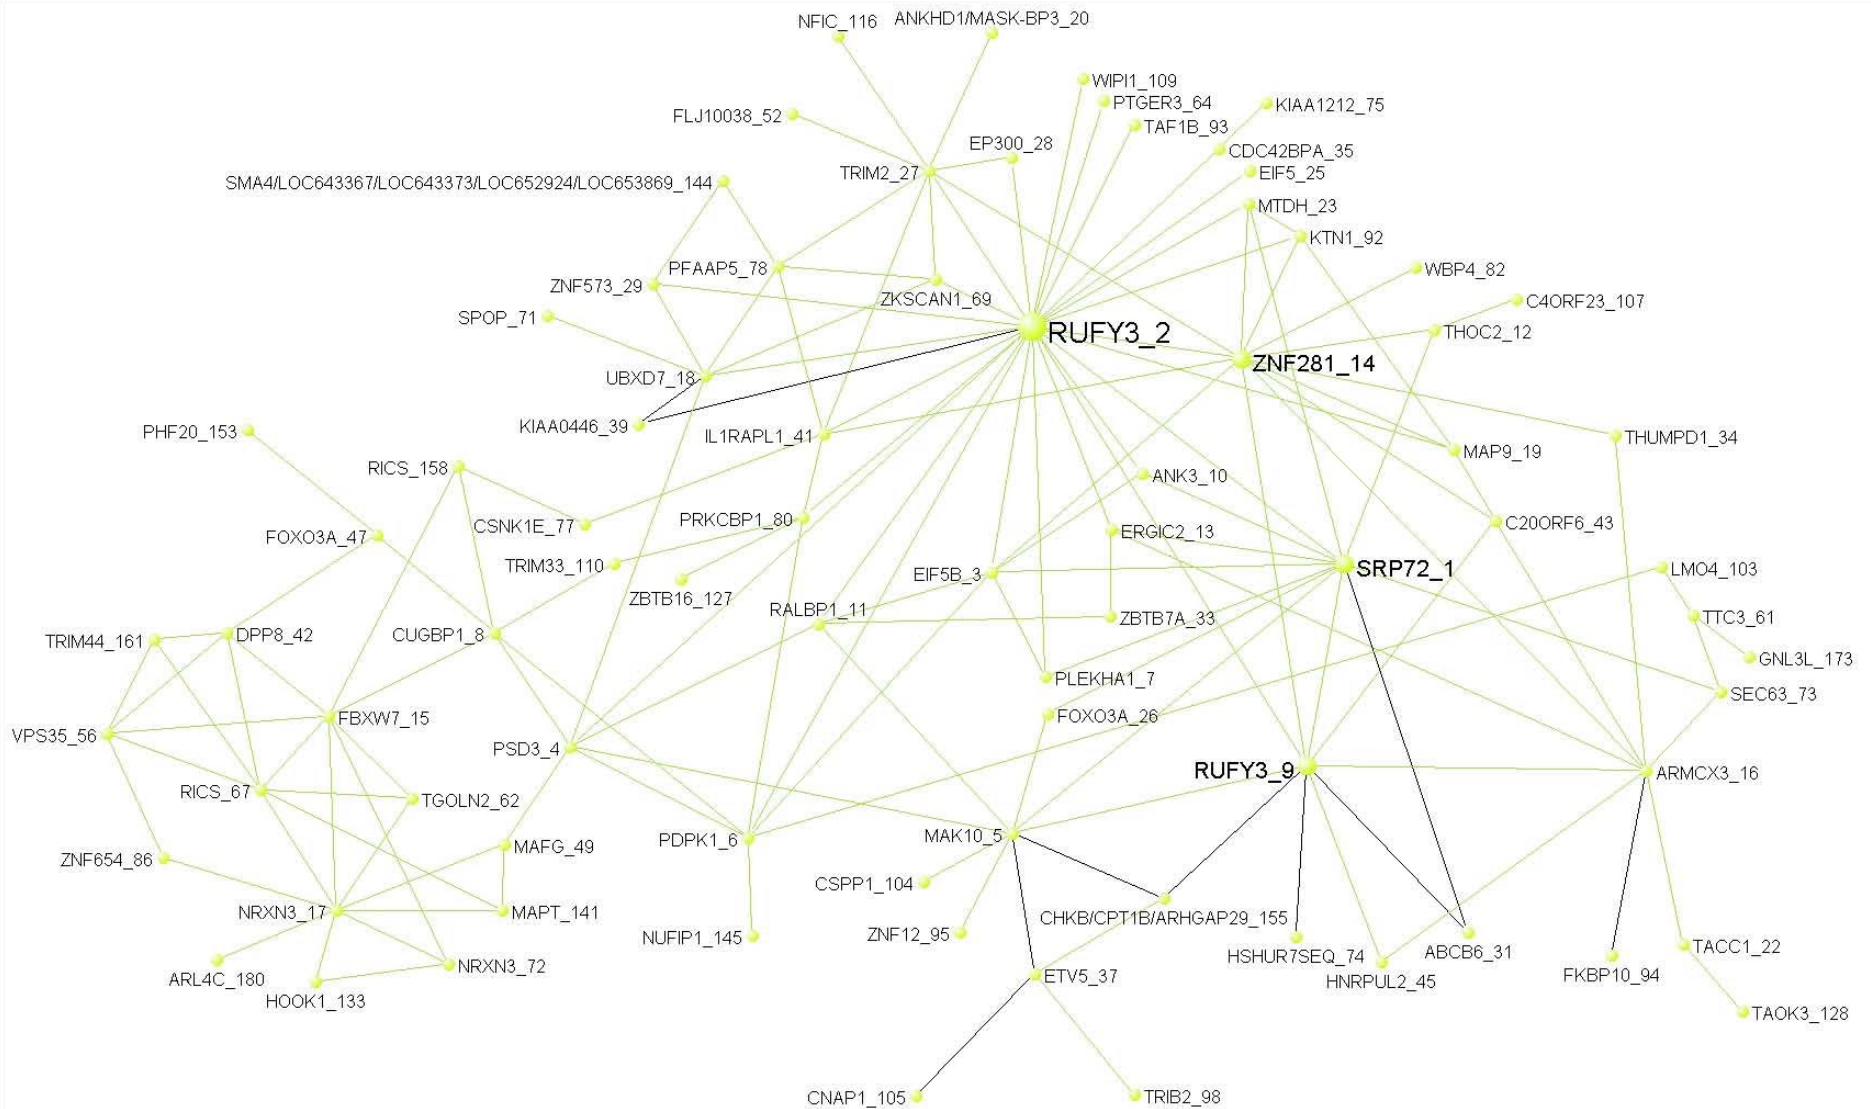 NFIC_116
ANKHD1/MASK-BP3_20
WIPI1_109
PTGER3_64
KIAA1212_75
FLJ10038_52
TAF1B_93
EP300_28
CDC42BPA_35
TRIM2_27
EIF5_25
SMA4/LOC643367/LOC643373/LOC652924/LOC653869_144
MTDH_23
KTN1_92
PFAAP5_78
WBP4_82
ZNF573_29
ZKSCAN1_69
C4ORF23_107
SPOP_71
RUFY3_2
THOC2_12
ZNF281_14
UBXD7_18
KIAA0446_39
PHF20_153
IL1RAPL1_41
THUMPD1_34
MAP9_19
RICS_158
ANK3_10
CSNK1E_77
PRKCBP1_80
C20ORF6_43
FOXO3A_47
ERGIC2_13
TRIM33_110
EIF5B_3
SRP72_1
LMO4_103
ZBTB16_127
RALBP1_11
ZBTB7A_33
TTC3_61
TRIM44_161
DPP8_42
CUGBP1_8
GNL3L_173
PLEKHA1_7
SEC63_73
FBXW7_15
FOXO3A_26
VPS35_56
PSD3_4
RUFY3_9
ARMCX3_16
RICS_67
TGOLN2_62
PDPK1_6
MAK10_5
MAFG_49
ZNF654_86
CSPP1_104
NRXN3_17
MAPT_141
CHKB/CPT1B/ARHGAP29_155
NUFIP1_145
ZNF12_95
HSHUR7SEQ_74
ABCB6_31
TACC1_22
NRXN3_72
ARL4C_180
ETV5_37
HNRPUL2_45
FKBP10_94
HOOK1_133
TAOK3_128
CNAP1_105
TRIB2_98